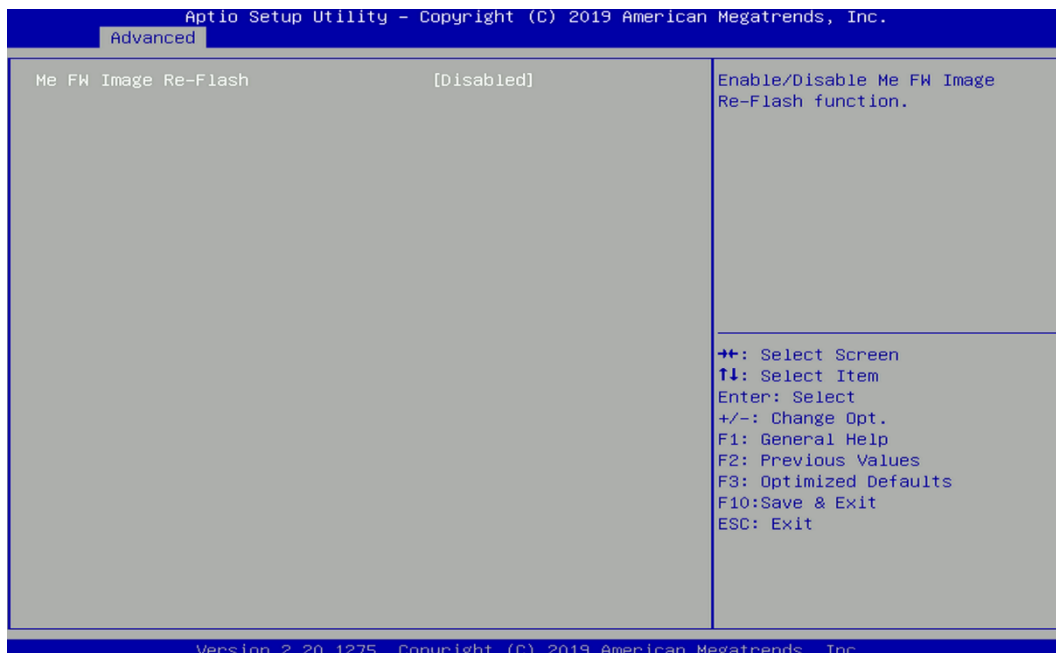 Aptio Setup Utility – Copyright (C) 2019 American Megatrends, Inc.
Advanced
Me FW Image Re-Flash [Disabled]
Enable/Disable Me FW Image
Re-Flash function.
→←: Select Screen
↑↓: Select Item
Enter: Select
+/-: Change Opt.
F1: General Help
F2: Previous Values
F3: Optimized Defaults
F10:Save & Exit
ESC: Exit
Version 2.20.1275. Copyright (C) 2019 American Megatrends, Inc.